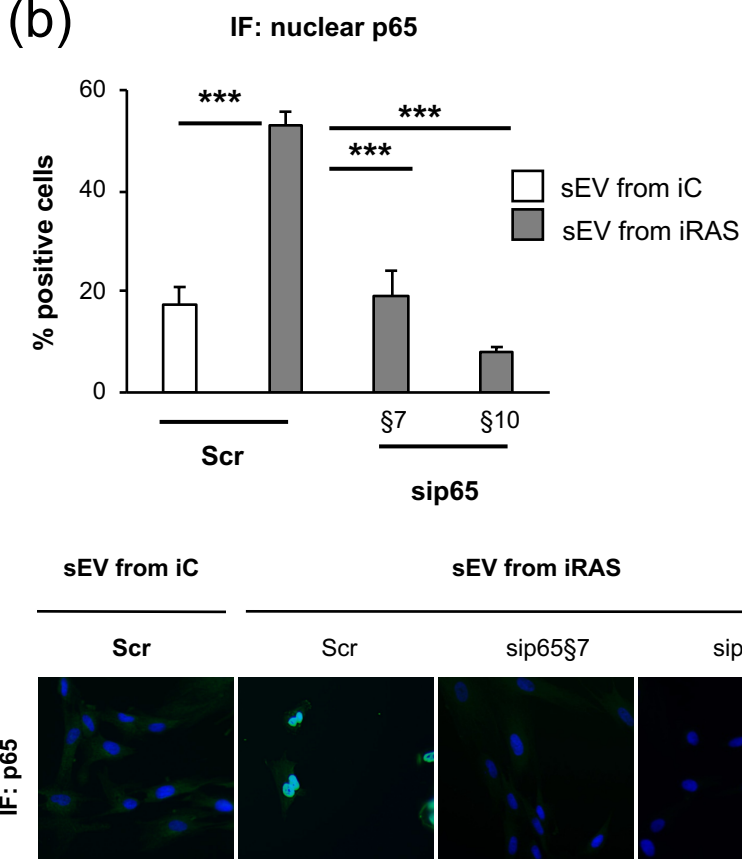 (b)
IF: nuclear p65
% positive cells
60
40
20
0
***
***
***
sEV from iC
sEV from iRAS
§7
§10
Scr
sip65
sEV from iC
sEV from iRAS
Scr
Scr
sip65§7
sip
IF: p65